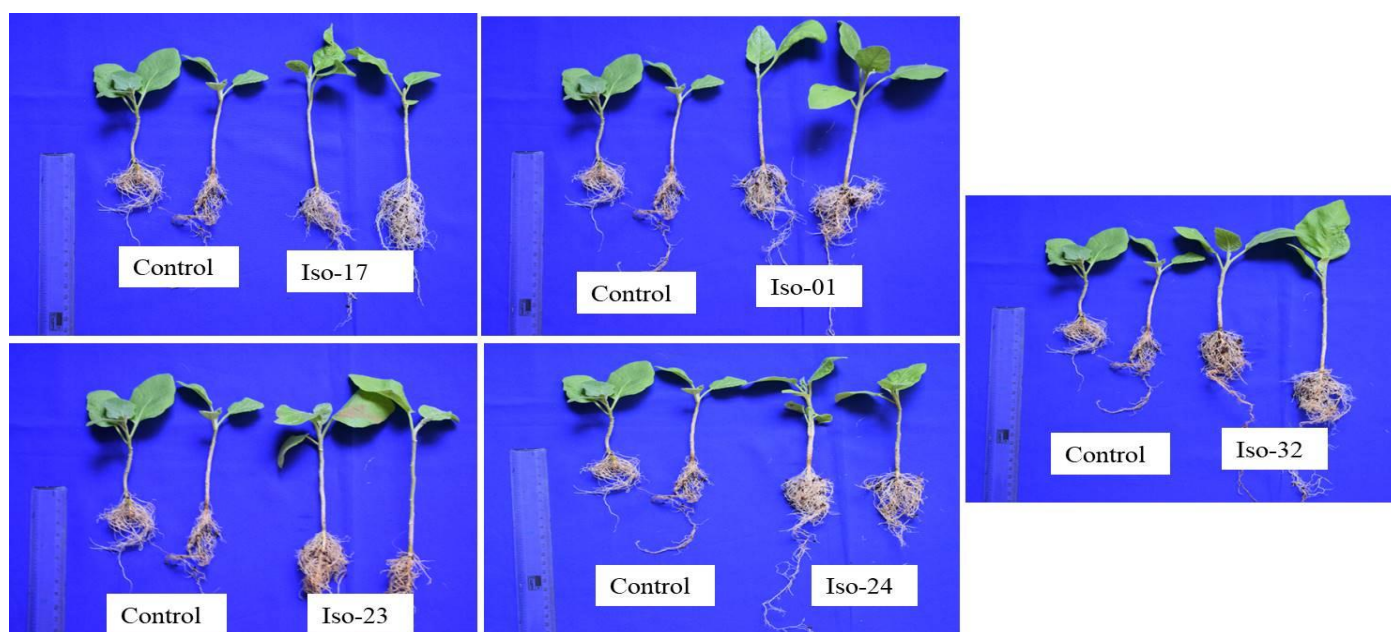 Control
Iso-17
Control
Iso-01
Control
Iso-32
Control
Iso-23
Control
Iso-24